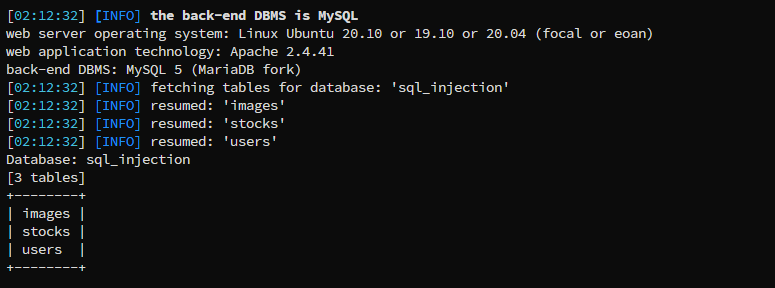 [02:12:32] [INFO] the back-end DBMS is MySQL
web server operating system: Linux Ubuntu 20.10 or 19.10 or 20.04 (focal or eoan)
web application technology: Apache 2.4.41
back-end DBMS: MySQL 5 (MariaDB fork)
[02:12:32] [INFO] fetching tables for database: 'sql_injection'
[02:12:32] [INFO] resumed: 'images'
[02:12:32] [INFO] resumed: 'stocks'
[02:12:32] [INFO] resumed: 'users'
Database: sql_injection
[3 tables]
+--------+
| images |
| stocks |
| users  |
+--------+